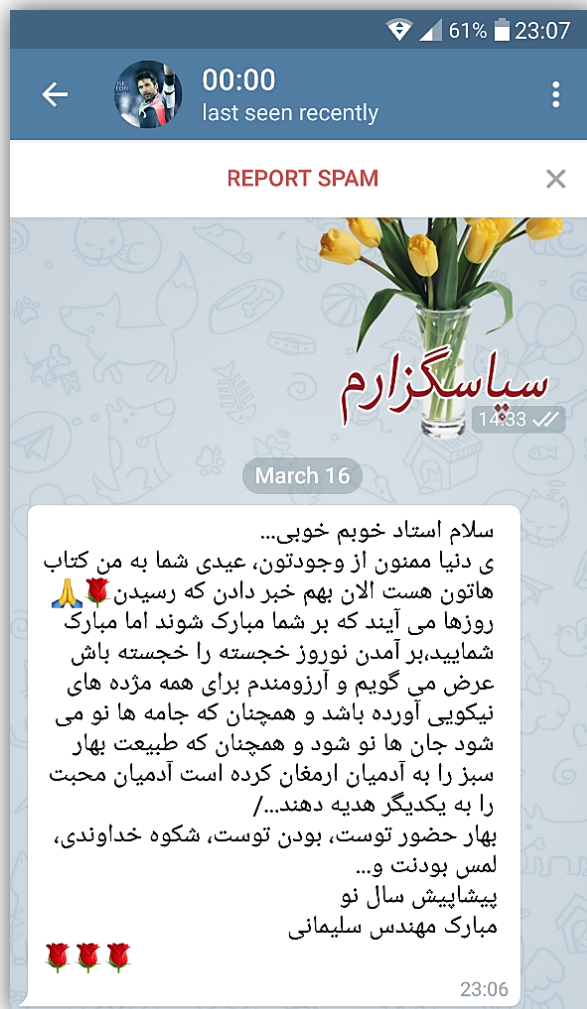 61% 23:07
00:00
last seen recently
REPORT SPAM
سپاسگزارم
14:33
March 16
سلام استاد خوبم خوبی...
ی دنیا ممنون از وجودتون، عیدی شما به من کتاب
هاتون هست الان بهم خبر دادن که رسیدن🌹🙏
روزها می آیند که بر شما مبارک شوند اما مبارک
شمایید،بر آمدن نوروز خجسته را خجسته باش
عرض می گویم و آرزومندم برای همه مژده های
نیکویی آورده باشد و همچنان که جامه ها نو می
شود جان ها نو شود و همچنان که طبیعت بهار
سبز را به آدمیان ارمغان کرده است آدمیان محبت
را به یکدیگر هدیه دهند.../
بهار حضور توست، بودن توست، شکوه خداوندی،
لمس بودنت و...
پیشاپیش سال نو
مبارک مهندس سلیمانی
🌹🌹🌹
23:06